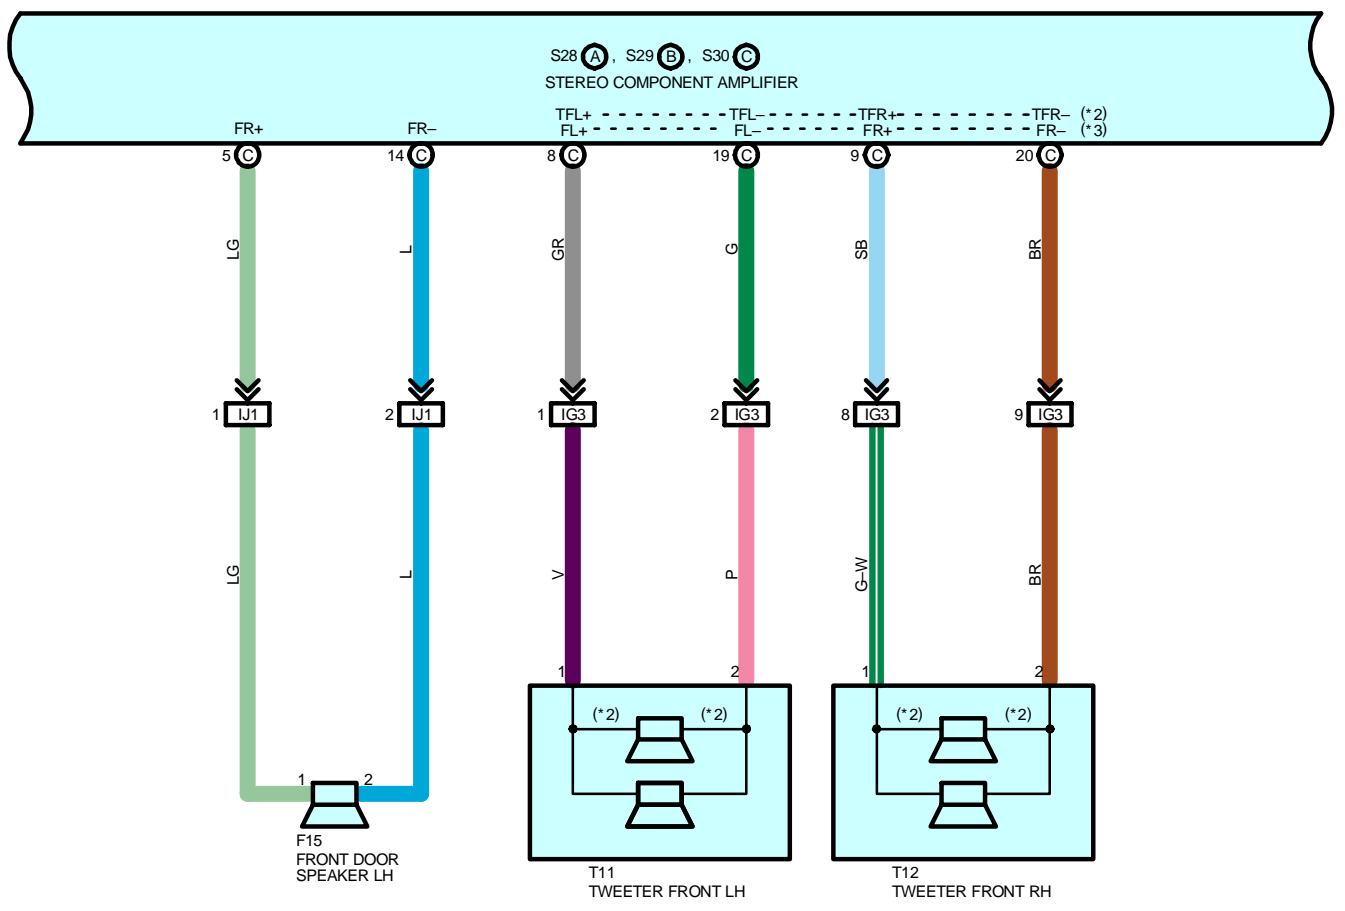 S28 A , S29 B , S30 C
STEREO COMPONENT AMPLIFIER
TFL+ TFL– TFR+ TFR– (*2)
FR+ FR– FL+ FL– FR+ FR– (*3)
5 C 14 C 8 C 19 C 9 C 20 C
LG L GR G SB BR
1 IJ1 2 IJ1 1 IG3 2 IG3 8 IG3 9 IG3
LG L V P G–W BR
1 2 1 2
(*2) (*2) (*2) (*2)
1 2
F15
FRONT DOOR
SPEAKER LH
T11
TWEETER FRONT LH
T12
TWEETER FRONT RH